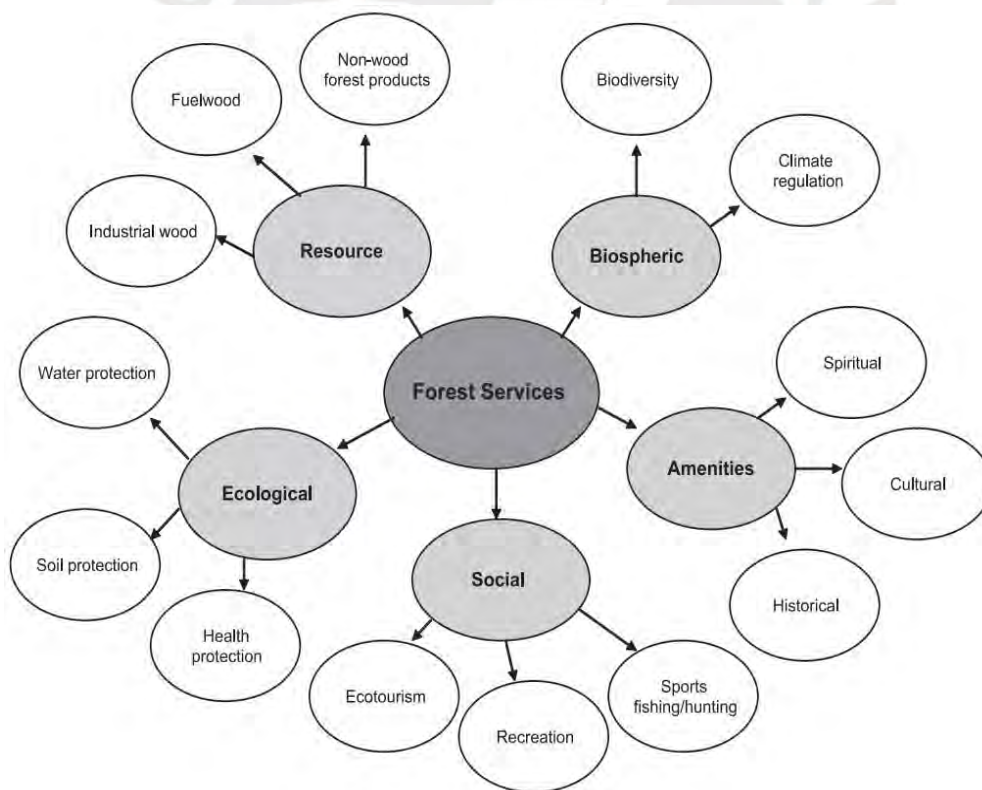 Non-wood
forest products
Biodiversity
Fuelwood
Climate
regulation
Industrial wood
Resource
Biospheric
Water protection
Forest Services
Spiritual
Ecological
Amenities
Cultural
Soil protection
Social
Historical
Health
protection
Ecotourism
Recreation
Sports
fishing/hunting